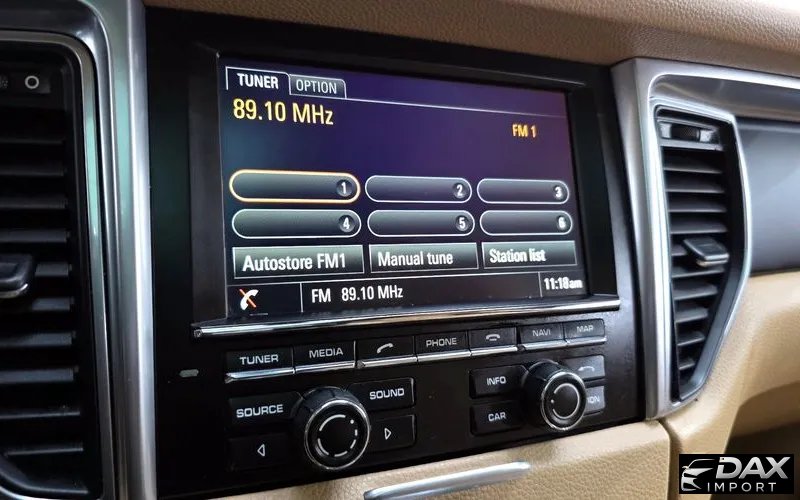 TUNER OPTION
89.10 MHz
FM 1
1 2 3
4 5 6
Autostore FM1 Manual tune Station list
FM 89.10 MHz 11:18am
TUNER MEDIA PHONE NAVI MAP
SOURCE SOUND INFO
CAR
DAX
IMPORT